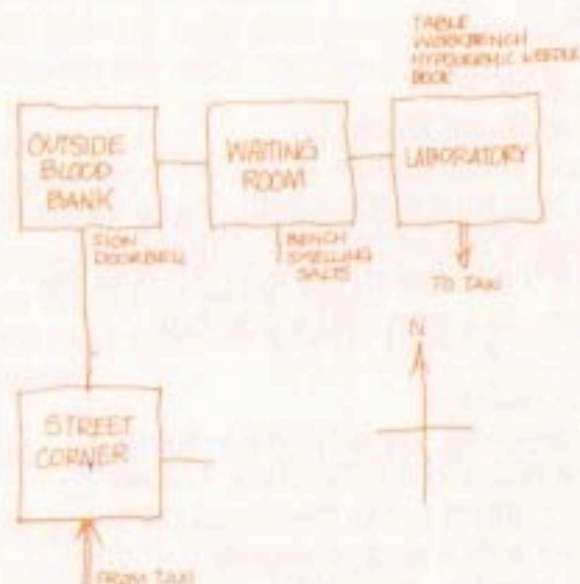 TABLE
WORKBENCH
HYPODERMIC NEEDLE
BOOK
OUTSIDE
BLOOD
BANK
WAITING
ROOM
LABORATORY
SIGN
DOORBELL
BENCH
SMELLING
SALTS
TO TAXI
N
STREET
CORNER
FROM TAXI